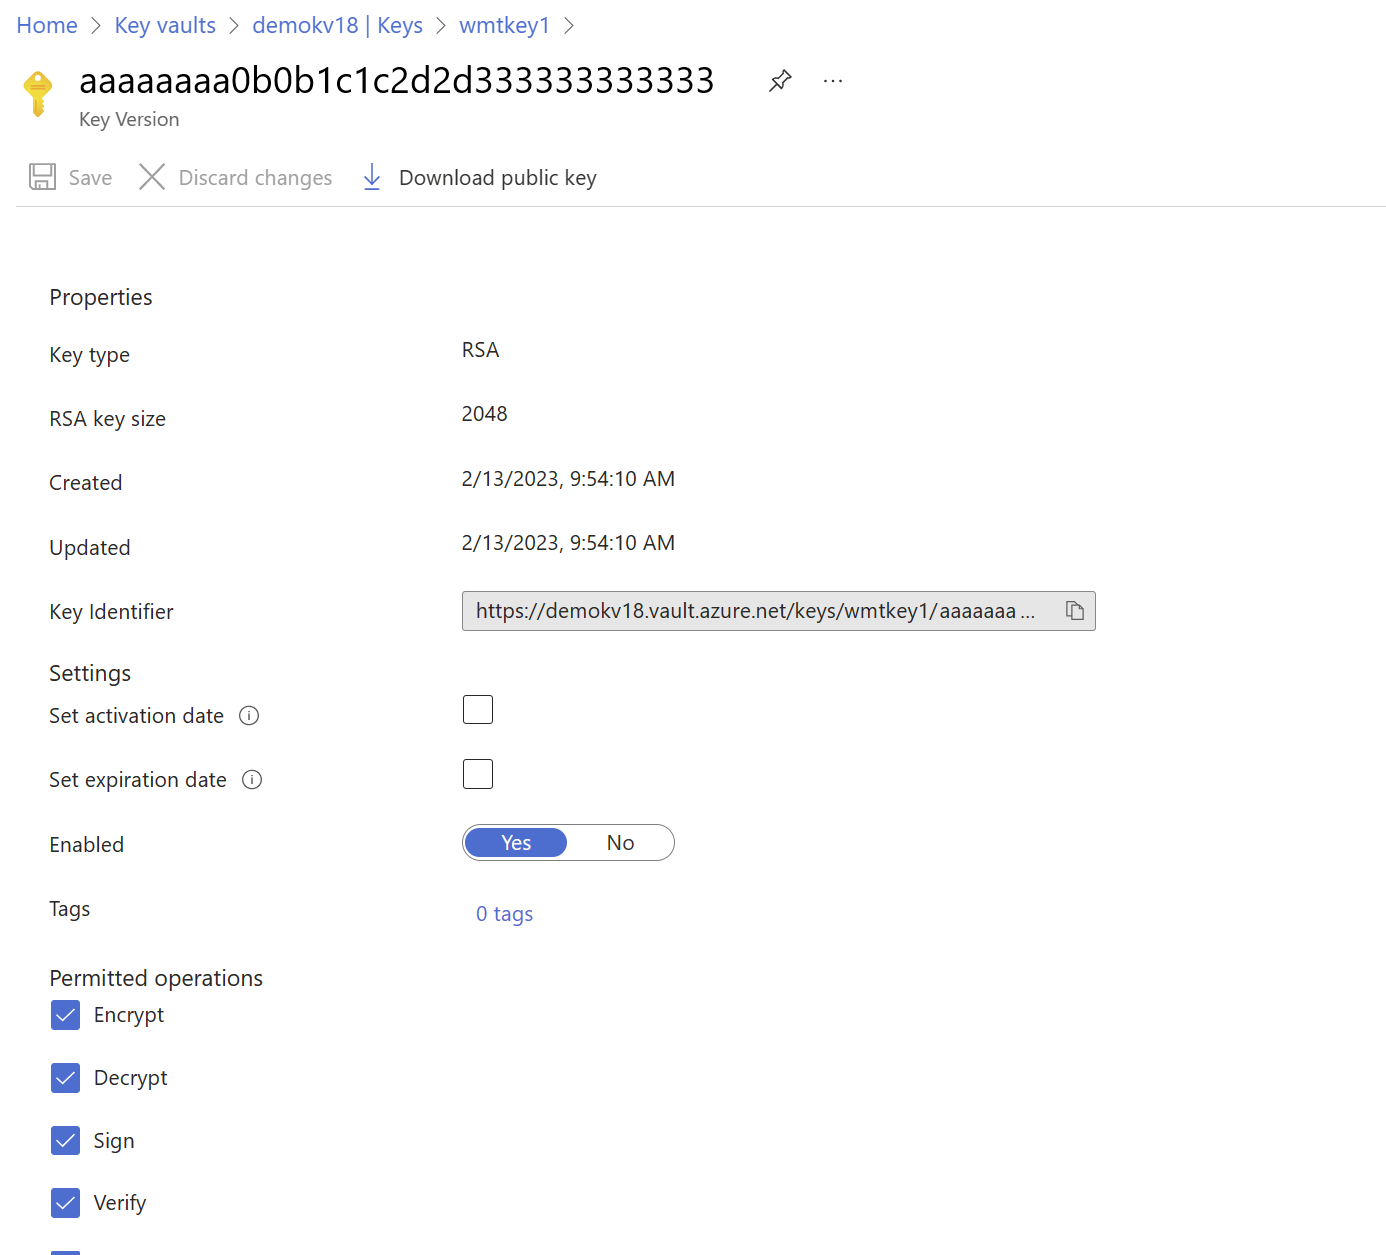 Home > Key vaults > demokv18 | Keys > wmtkey1 >
aaaaaaaa0b0b1c1c2d2d333333333333
Key Version
Save Discard changes Download public key
Properties
Key type RSA
RSA key size 2048
Created 2/13/2023, 9:54:10 AM
Updated 2/13/2023, 9:54:10 AM
Key Identifier https://demokv18.vault.azure.net/keys/wmtkey1/aaaaaaa ...
Settings
Set activation date
Set expiration date
Enabled Yes No
Tags 0 tags
Permitted operations
Encrypt
Decrypt
Sign
Verify